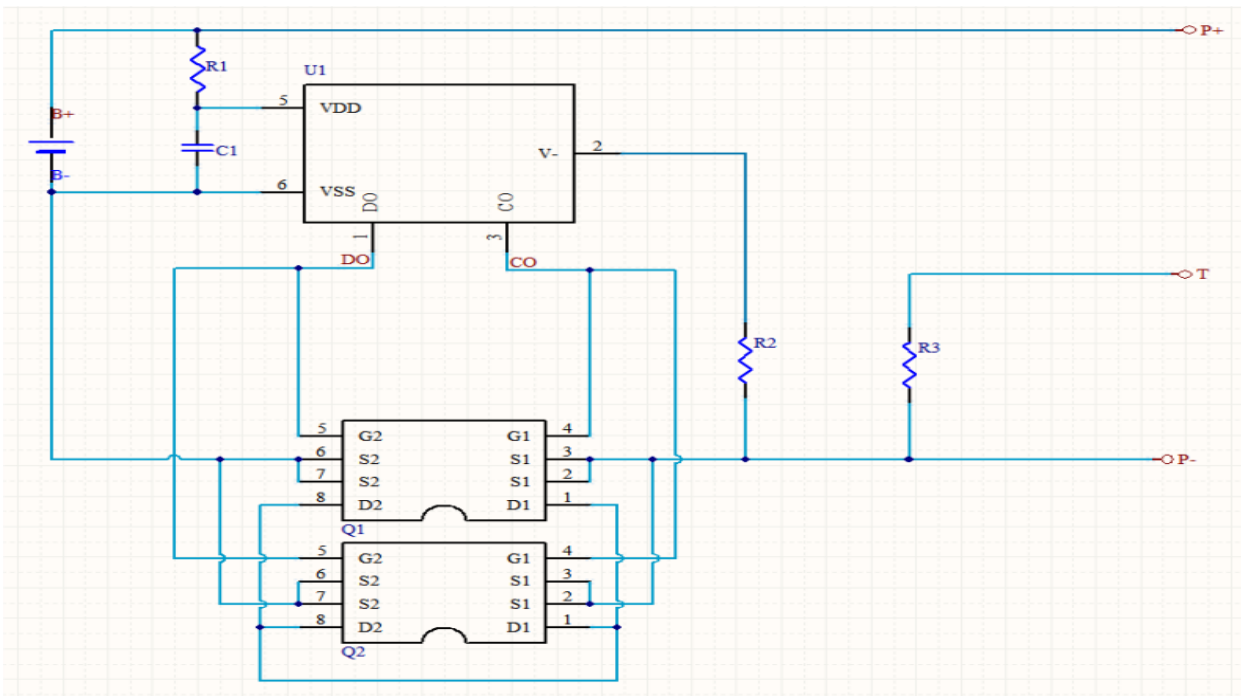 P+
R1
U1
5 VDD
B+
V- 2
C1
B-
6 VSS
DO CO
1 3
DO CO
T
R2
R3
5 G2 G1 4
6 S2 S1 3
P-
7 S2 S1 2
8 D2 D1 1
Q1
5 G2 G1 4
6 S2 S1 3
7 S2 S1 2
8 D2 D1 1
Q2